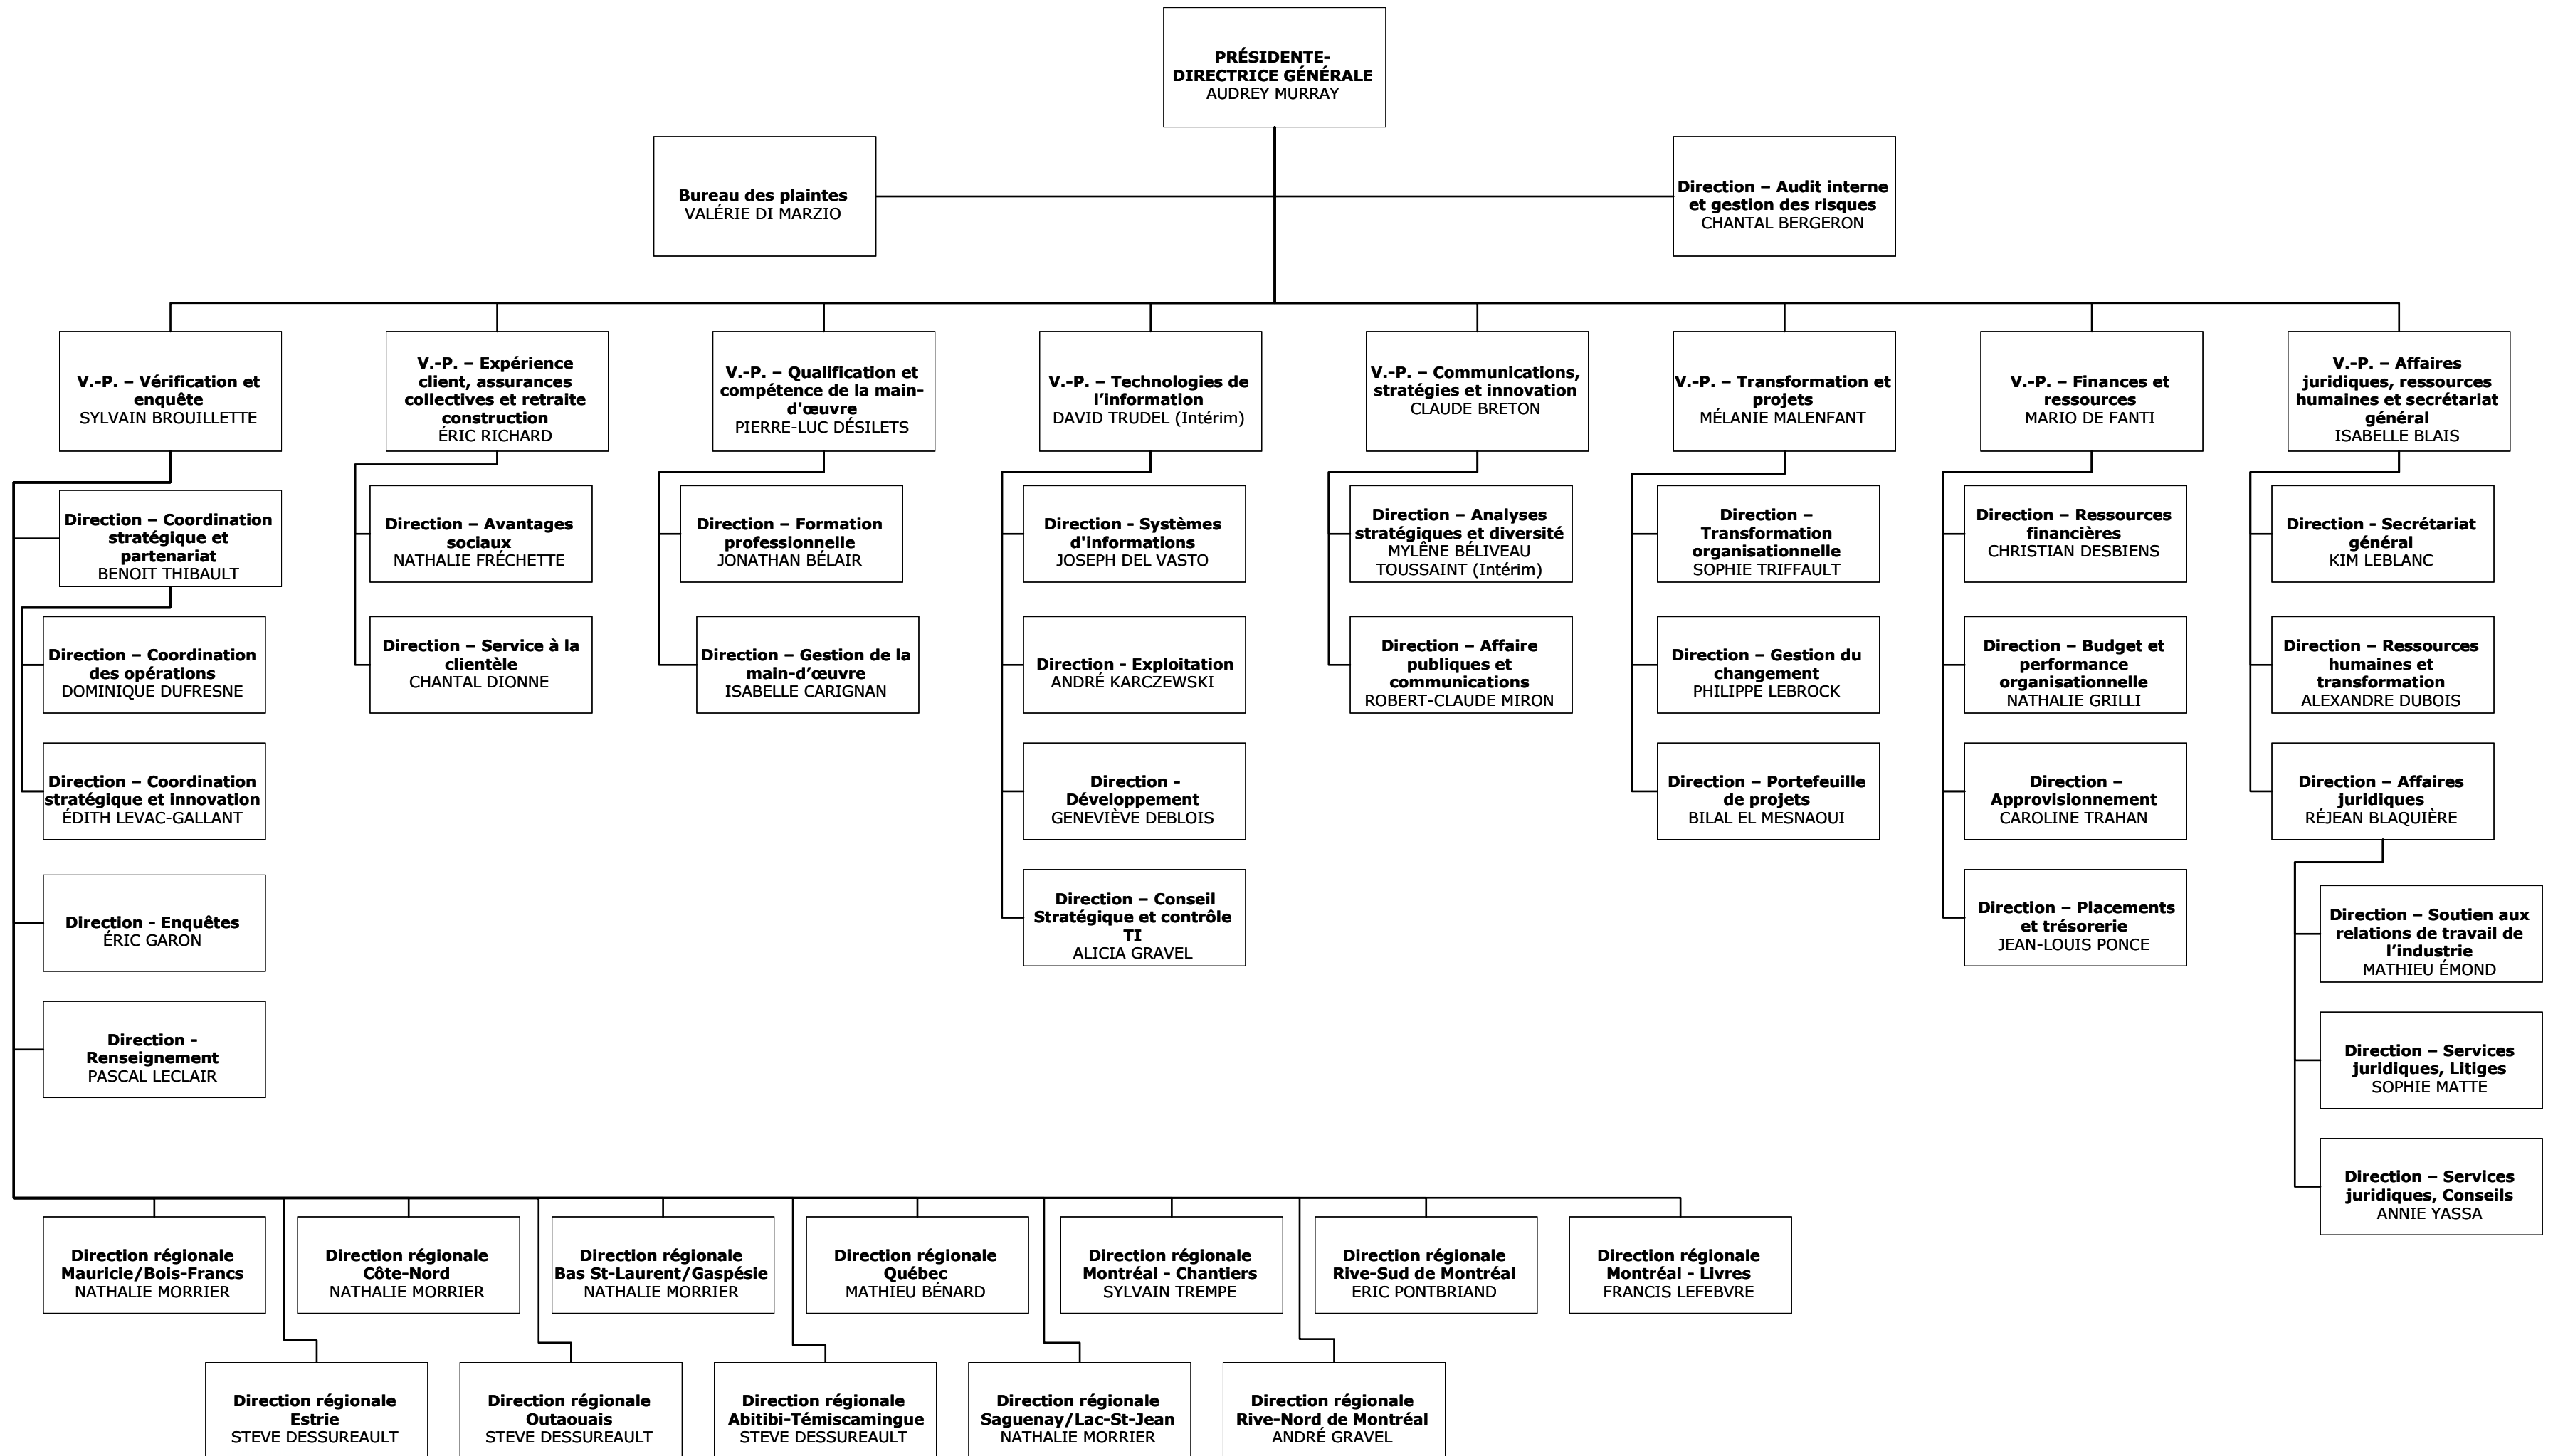 PRÉSIDENTE-
DIRECTRICE GÉNÉRALE
AUDREY MURRAY
Bureau des plaintes
VALÉRIE DI MARZIO
Direction – Audit interne
et gestion des risques
CHANTAL BERGERON
V.-P. – Vérification et
enquête
SYLVAIN BROUILLETTE
V.-P. – Expérience
client, assurances
collectives et retraite
construction
ÉRIC RICHARD
V.-P. – Qualification et
compétence de la main-
d'œuvre
PIERRE-LUC DÉSILETS
V.-P. – Technologies de
l’information
DAVID TRUDEL (Intérim)
V.-P. – Communications,
stratégies et innovation
CLAUDE BRETON
V.-P. – Transformation et
projets
MÉLANIE MALENFANT
V.-P. – Finances et
ressources
MARIO DE FANTI
V.-P. – Affaires
juridiques, ressources
humaines et secrétariat
général
ISABELLE BLAIS
Direction – Coordination
stratégique et
partenariat
BENOIT THIBAULT
Direction – Avantages
sociaux
NATHALIE FRÉCHETTE
Direction – Formation
professionnelle
JONATHAN BÉLAIR
Direction - Systèmes
d'informations
JOSEPH DEL VASTO
Direction – Analyses
stratégiques et diversité
MYLÊNE BÉLIVEAU
TOUSSAINT (Intérim)
Direction –
Transformation
organisationnelle
SOPHIE TRIFFAULT
Direction – Ressources
financières
CHRISTIAN DESBIENS
Direction - Secrétariat
général
KIM LEBLANC
Direction – Coordination
des opérations
DOMINIQUE DUFRESNE
Direction – Service à la
clientèle
CHANTAL DIONNE
Direction – Gestion de la
main-d’œuvre
ISABELLE CARIGNAN
Direction - Exploitation
ANDRÉ KARCZEWSKI
Direction – Affaire
publiques et
communications
ROBERT-CLAUDE MIRON
Direction – Gestion du
changement
PHILIPPE LEBROCK
Direction – Budget et
performance
organisationnelle
NATHALIE GRILLI
Direction – Ressources
humaines et
transformation
ALEXANDRE DUBOIS
Direction – Coordination
stratégique et innovation
ÉDITH LEVAC-GALLANT
Direction -
Développement
GENEVIÈVE DEBLOIS
Direction – Portefeuille
de projets
BILAL EL MESNAOUI
Direction –
Approvisionnement
CAROLINE TRAHAN
Direction – Affaires
juridiques
RÉJEAN BLAQUIÈRE
Direction - Enquêtes
ÉRIC GARON
Direction – Conseil
Stratégique et contrôle
TI
ALICIA GRAVEL
Direction – Placements
et trésorerie
JEAN-LOUIS PONCE
Direction – Soutien aux
relations de travail de
l’industrie
MATHIEU ÉMOND
Direction -
Renseignement
PASCAL LECLAIR
Direction – Services
juridiques, Litiges
SOPHIE MATTE
Direction – Services
juridiques, Conseils
ANNIE YASSA
Direction régionale
Mauricie/Bois-Francs
NATHALIE MORRIER
Direction régionale
Côte-Nord
NATHALIE MORRIER
Direction régionale
Bas St-Laurent/Gaspésie
NATHALIE MORRIER
Direction régionale
Québec
MATHIEU BÉNARD
Direction régionale
Montréal - Chantiers
SYLVAIN TREMPE
Direction régionale
Rive-Sud de Montréal
ERIC PONTBRIAND
Direction régionale
Montréal - Livres
FRANCIS LEFEBVRE
Direction régionale
Estrie
STEVE DESSUREAULT
Direction régionale
Outaouais
STEVE DESSUREAULT
Direction régionale
Abitibi-Témiscamingue
STEVE DESSUREAULT
Direction régionale
Saguenay/Lac-St-Jean
NATHALIE MORRIER
Direction régionale
Rive-Nord de Montréal
ANDRÉ GRAVEL